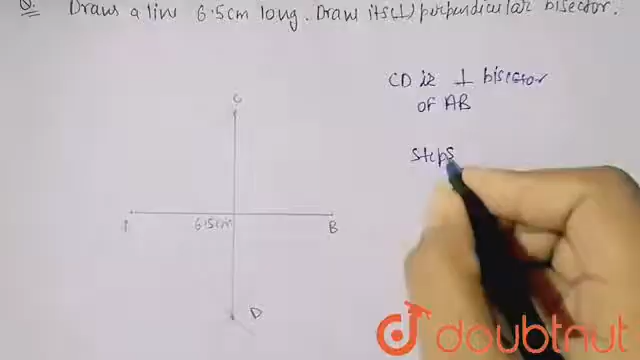 Q. Draw a line 6.5cm long. Draw its (⊥) perpendicular bisector.
C
CD is ⊥ bisector
of AB
steps
A
6.5cm
B
D
doubtnut